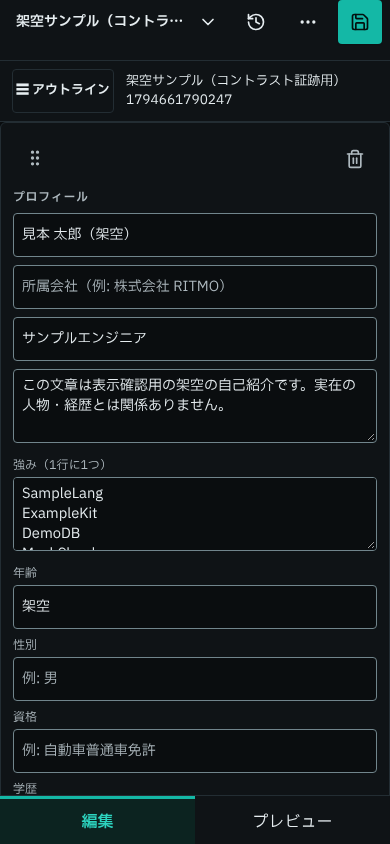 架空サンプル（コントラ…
アウトライン
架空サンプル（コントラスト証跡用）
1794661790247
プロフィール
見本 太郎（架空）
所属会社（例: 株式会社 RITMO）
サンプルエンジニア
この文章は表示確認用の架空の自己紹介です。実在の
人物・経歴とは関係ありません。
強み（1行に1つ）
SampleLang
ExampleKit
DemoDB
年齢
架空
性別
例: 男
資格
例: 自動車普通車免許
学歴
編集
プレビュー